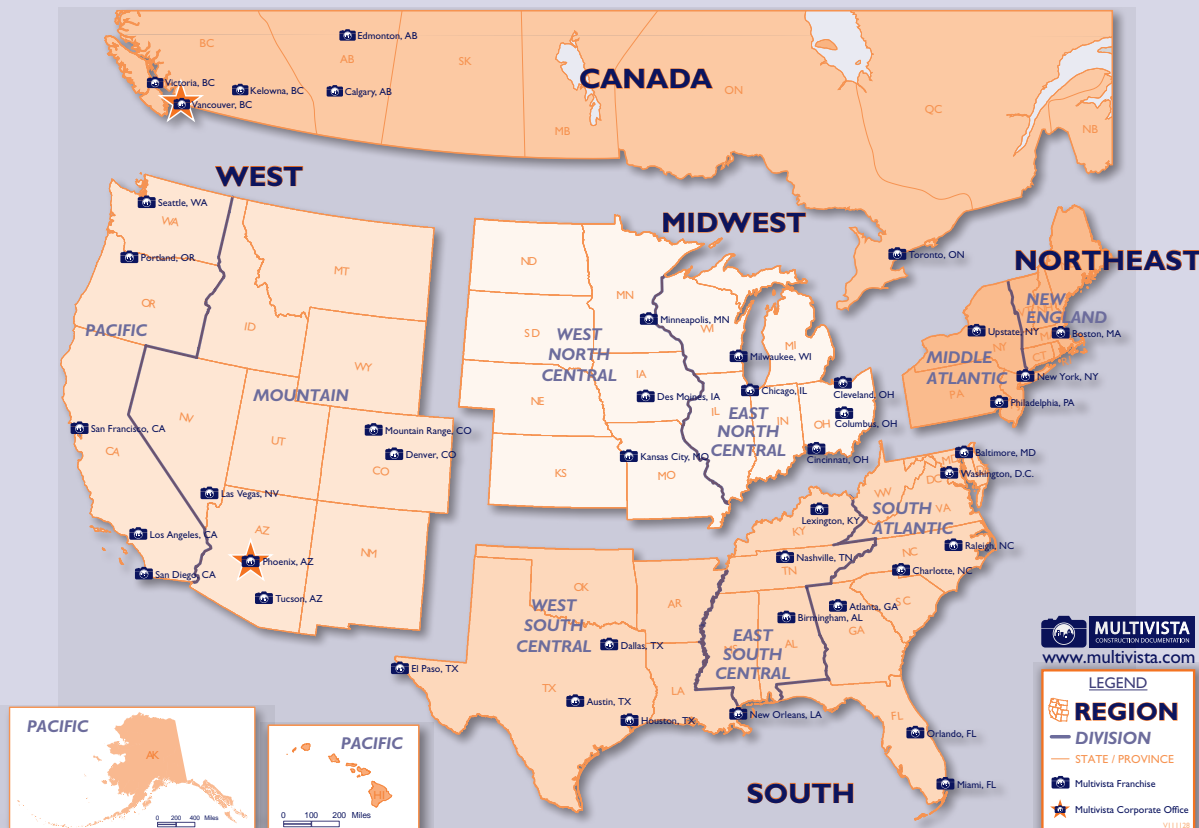 BC
AB
SK
MB
ON
QC
NB
CANADA
Edmonton, AB
Victoria, BC
Kelowna, BC
Calgary, AB
Vancouver, BC
Toronto, ON
WEST
Seattle, WA
WA
Portland, OR
OR
PACIFIC
MT
ID
WY
MOUNTAIN
NV
UT
CO
CA
San Francisco, CA
Mountain Range, CO
Denver, CO
Las Vegas, NV
Los Angeles, CA
AZ
NM
Phoenix, AZ
San Diego, CA
Tucson, AZ
MIDWEST
ND
SD
MN
WI
MI
WEST
NORTH
CENTRAL
Minneapolis, MN
Milwaukee, WI
IA
NE
Des Moines, IA
Chicago, IL
Cleveland, OH
Columbus, OH
IL
IN
OH
EAST
NORTH
CENTRAL
KS
Kansas City, MO
MO
Cincinnati, OH
NORTHEAST
NEW
ENGLAND
Upstate, NY
NY
Boston, MA
CT
MIDDLE
ATLANTIC
New York, NY
PA
Philadelphia, PA
Baltimore, MD
Washington, D.C.
DC
WV
VA
SOUTH
ATLANTIC
Lexington, KY
KY
Nashville, TN
TN
Raleigh, NC
NC
Charlotte, NC
SC
Atlanta, GA
GA
Birmingham, AL
AL
EAST
SOUTH
CENTRAL
OK
AR
WEST
SOUTH
CENTRAL
Dallas, TX
El Paso, TX
TX
LA
Austin, TX
Houston, TX
New Orleans, LA
FL
Orlando, FL
Miami, FL
SOUTH
PACIFIC
AK
0 200 400 Miles
PACIFIC
HI
0 100 200 Miles
MULTIVISTA
CONSTRUCTION DOCUMENTATION
www.multivista.com
LEGEND
REGION
DIVISION
STATE / PROVINCE
Multivista Franchise
Multivista Corporate Office
V111128